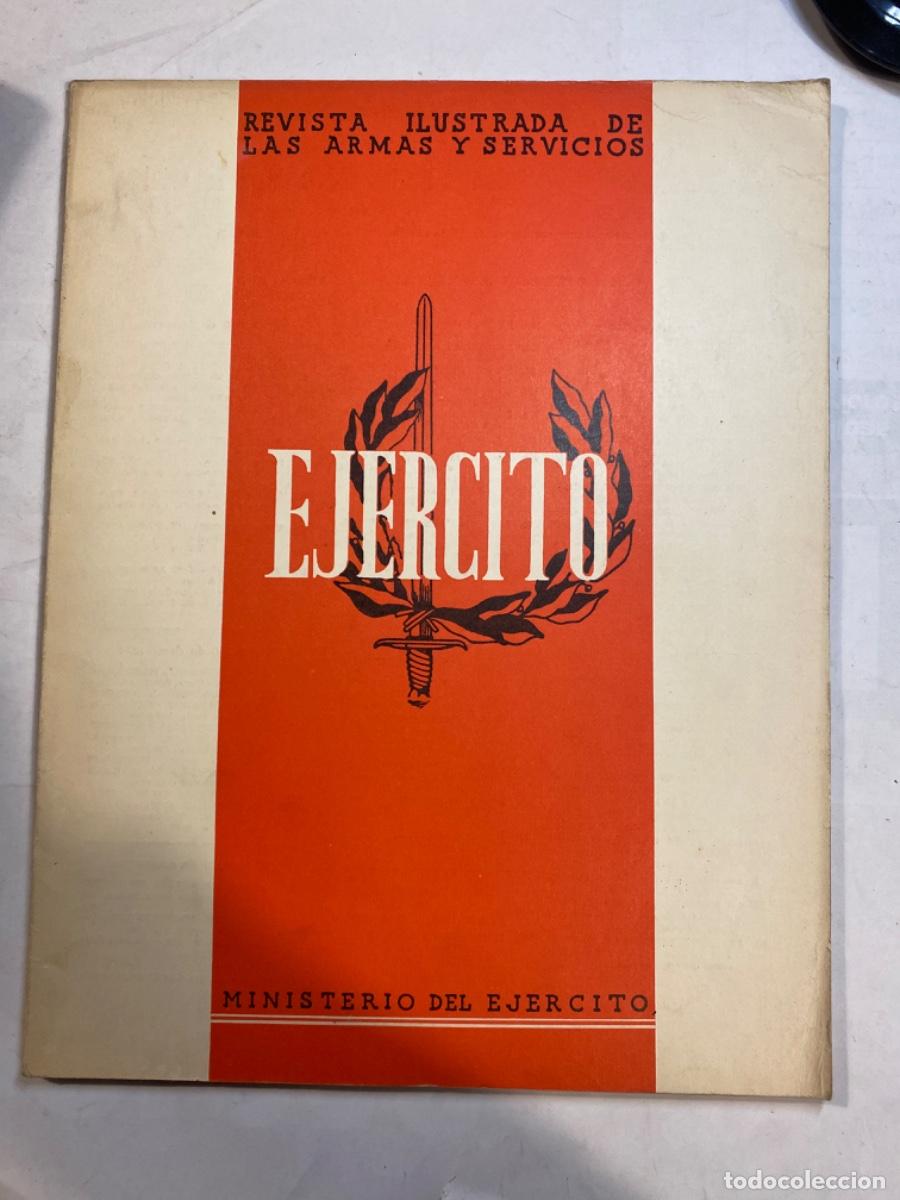 REVISTA ILUSTRADA DE
LAS ARMAS Y SERVICIOS
EJERCITO
MINISTERIO DEL EJERCITO
todocoleccion